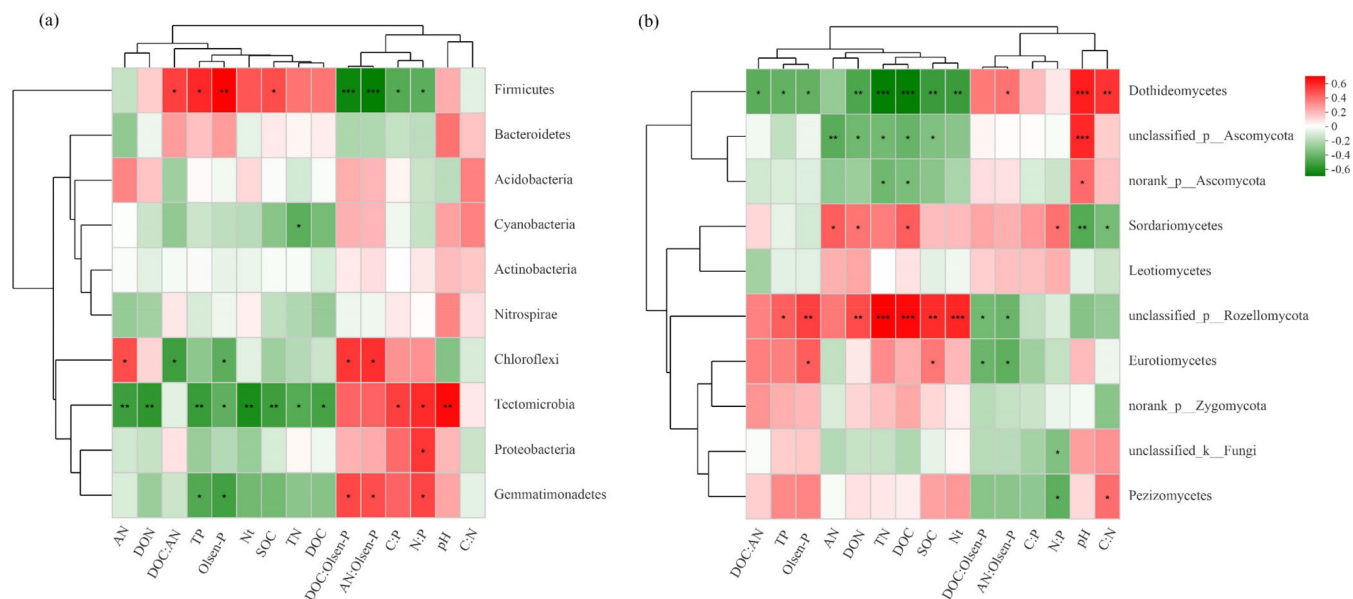 (a)
* * ** * *** *** * * Firmicutes
Bacteroidetes
Acidobacteria
* Cyanobacteria
Actinobacteria
Nitrospirae
* * * * * Chloroflexi
** ** ** * ** ** * * * * ** Tectomicrobia
* Proteobacteria
* * * * * Gemmatimonadetes
AN DON DOC:AN TP Olsen-P Nt SOC TN DOC DOC:Olsen-P AN:Olsen-P C:P N:P pH C:N
(b)
* * * ** *** *** ** ** * *** ** Dothideomycetes
** * * * * *** unclassified_p__Ascomycota
* * * norank_p__Ascomycota
* * * * ** * Sordariomycetes
Leotiomycetes
* ** ** *** *** ** *** * * unclassified_p__Rozellomycota
* * * * Eurotiomycetes
norank_p__Zygomycota
* unclassified_k__Fungi
* * Pezizomycetes
DOC:AN TP Olsen-P AN DON TN DOC SOC Nt DOC:Olsen-P AN:Olsen-P C:P N:P pH C:N
0.6
0.4
0.2
0
-0.2
-0.4
-0.6